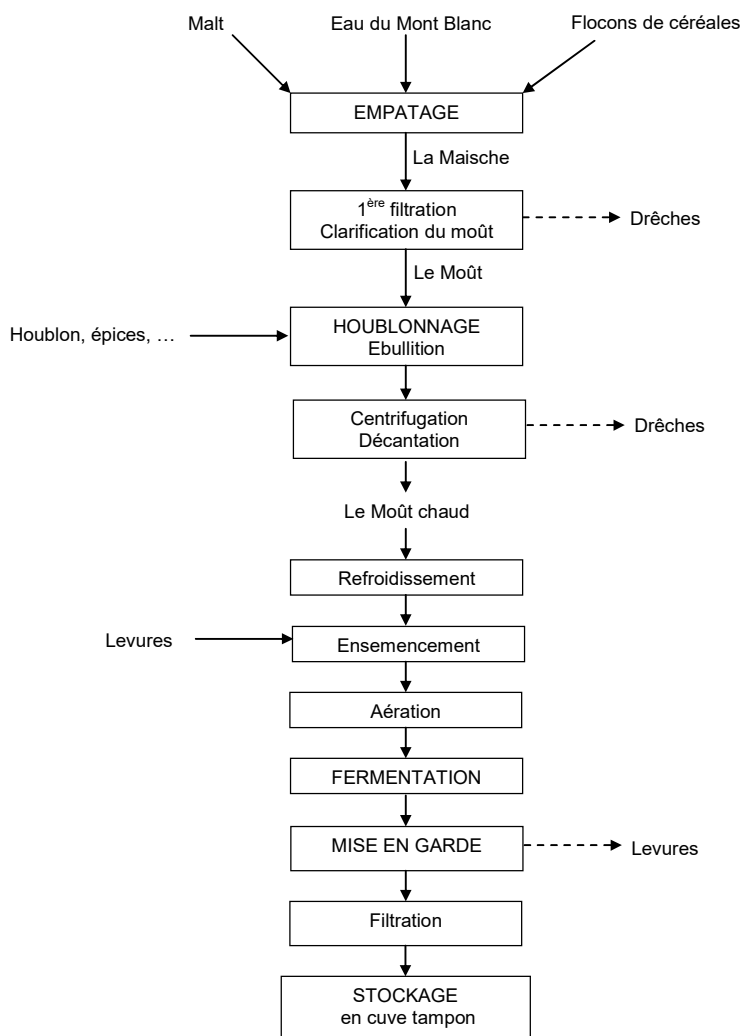 Malt
Eau du Mont Blanc
Flocons de céréales
EMPATAGE
La Maische
1ère filtration
Clarification du moût
Drêches
Le Moût
Houblon, épices, …
HOUBLONNAGE
Ebullition
Centrifugation
Décantation
Drêches
Le Moût chaud
Refroidissement
Levures
Ensemencement
Aération
FERMENTATION
MISE EN GARDE
Levures
Filtration
STOCKAGE
en cuve tampon